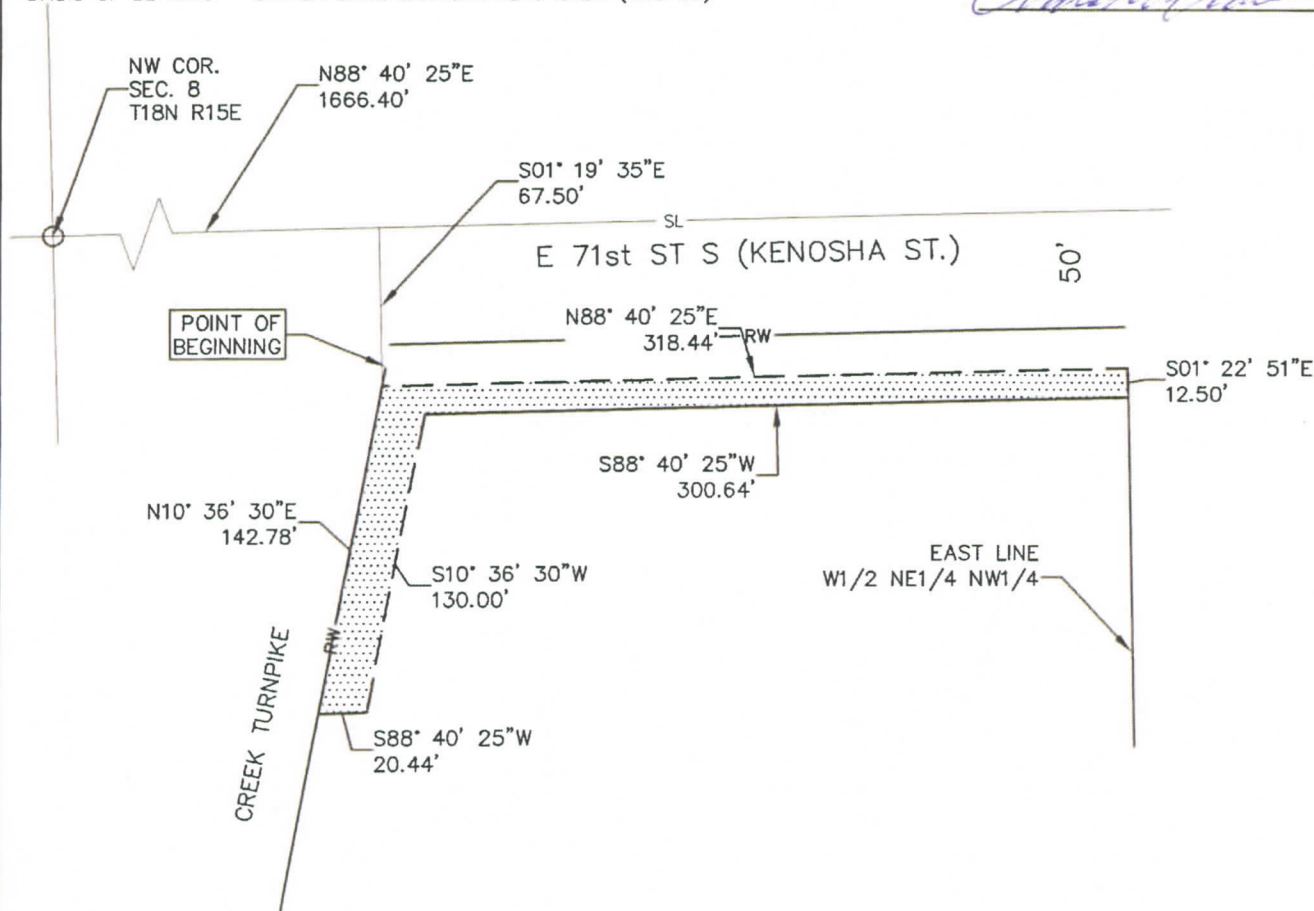 NW COR.
SEC. 8
T18N R15E
N88° 40' 25"E
1666.40'
S01° 19' 35"E
67.50'
SL
E 71st ST S (KENOSHA ST.)
50'
POINT OF
BEGINNING
N88° 40' 25"E
318.44'
RW
S01° 22' 51"E
12.50'
S88° 40' 25"W
300.64'
N10° 36' 30"E
142.78'
S10° 36' 30"W
130.00'
EAST LINE
W1/2 NE1/4 NW1/4
RW
CREEK TURNPIKE
S88° 40' 25"W
20.44'